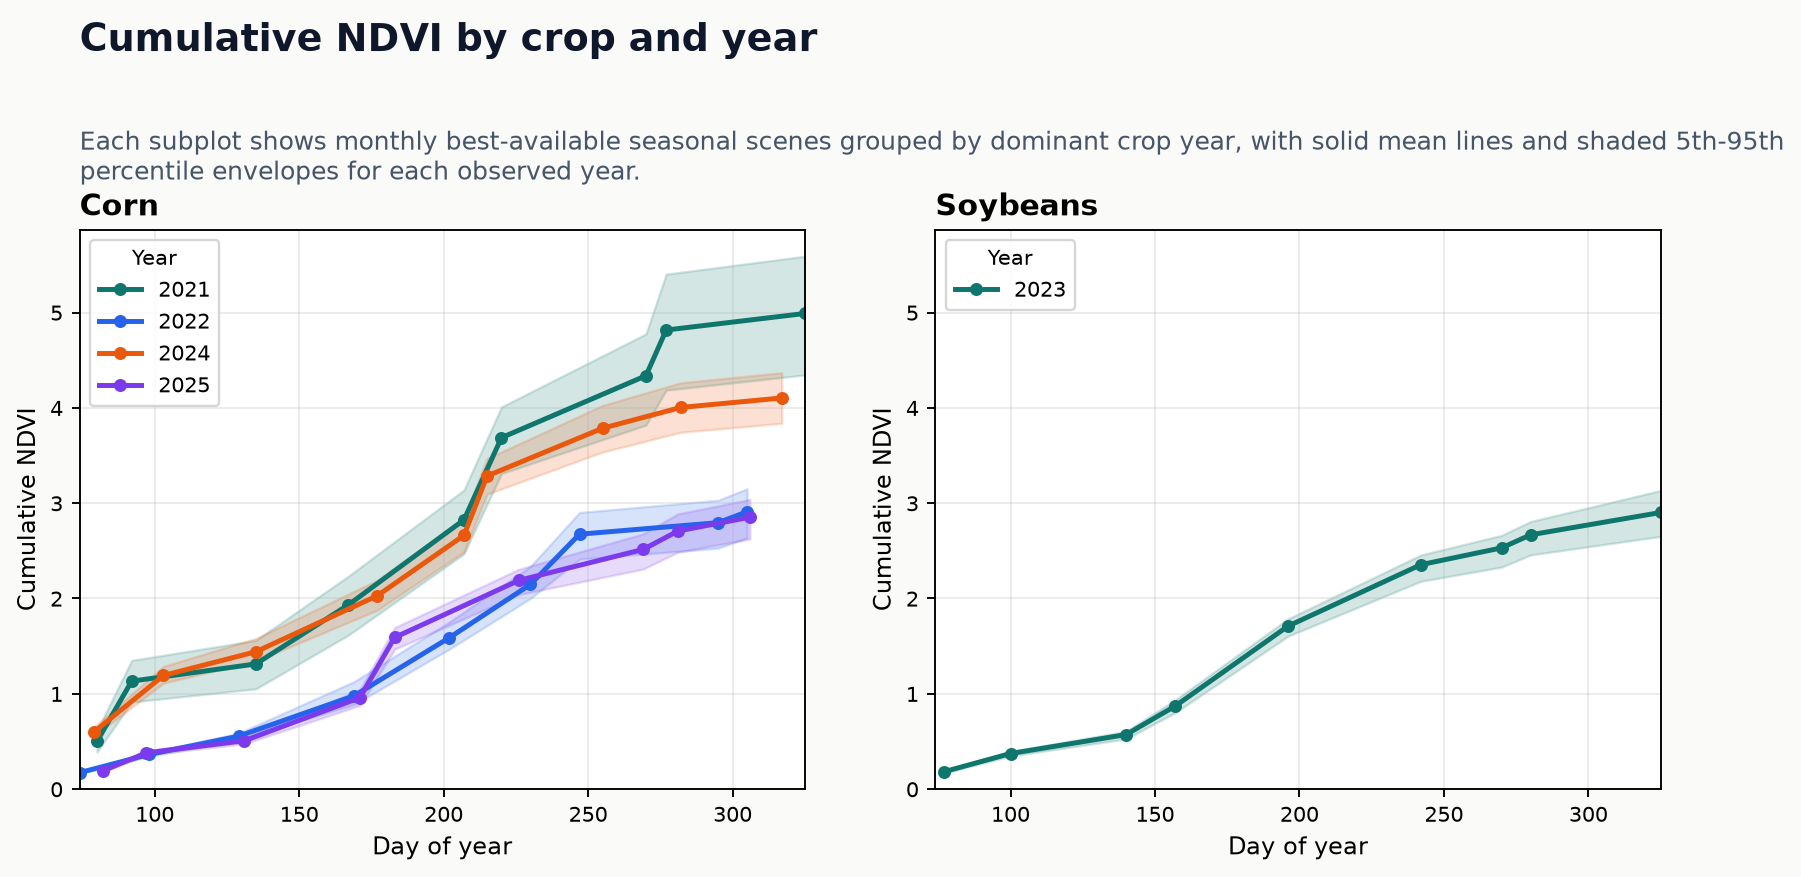 Cumulative NDVI by crop and year
Each subplot shows monthly best-available seasonal scenes grouped by dominant crop year, with solid mean lines and shaded 5th-95th
percentile envelopes for each observed year.
Corn
Year
2021
2022
2024
2025
Cumulative NDVI
5
4
3
2
1
0
100 150 200 250 300
Day of year
Soybeans
Year
2023
Cumulative NDVI
5
4
3
2
1
0
100 150 200 250 300
Day of year